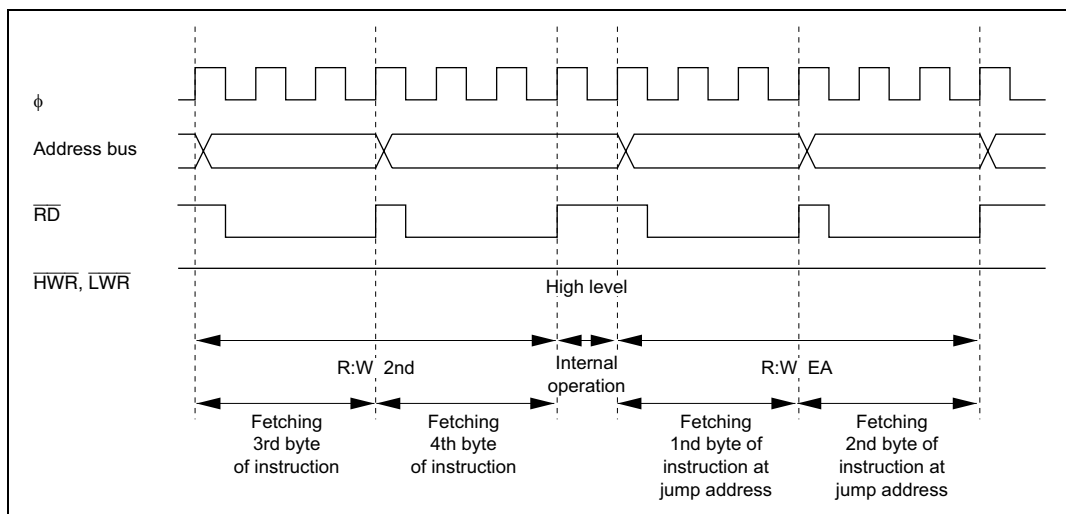 φ
Address bus
RD
HWR, LWR
High level
R:W 2nd
Internal
operation
R:W EA
Fetching
3rd byte
of instruction
Fetching
4th byte
of instruction
Fetching
1nd byte of
instruction at
jump address
Fetching
2nd byte of
instruction at
jump address